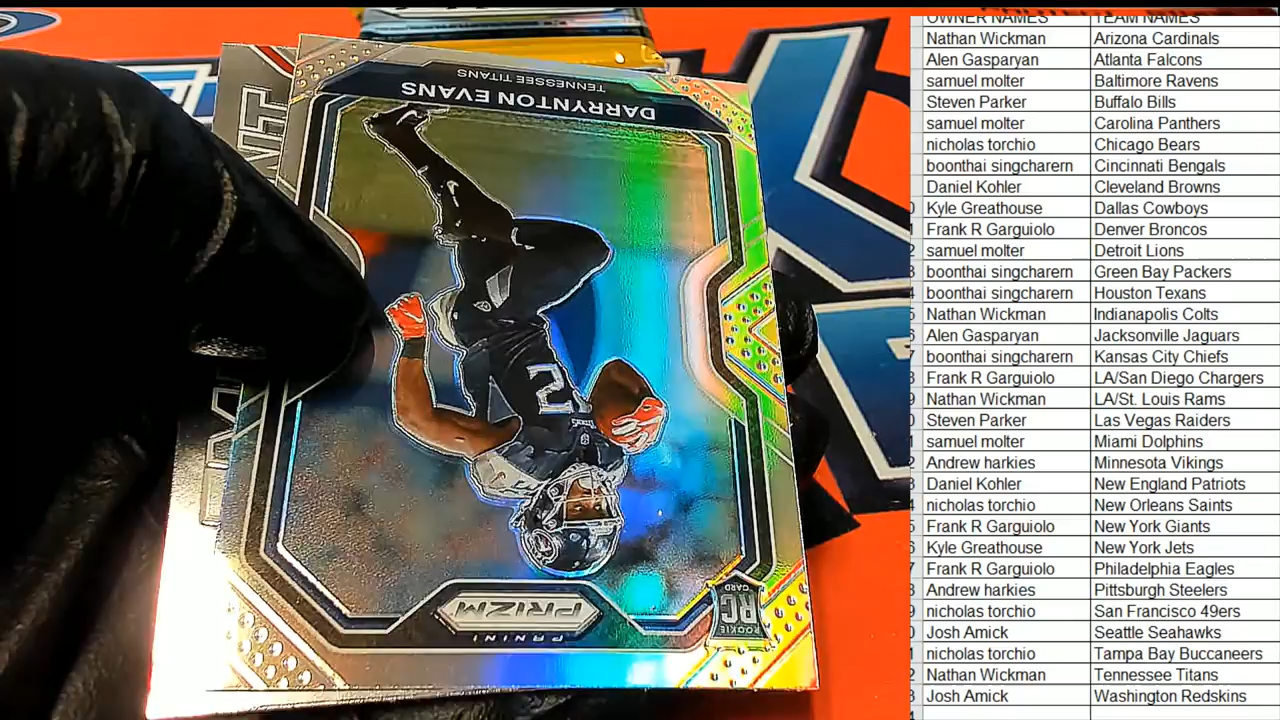 TENNESSEE TITANS
DARRYNTON EVANS
TITANS
PRIZM
PANINI
ROOKIE
RC
CARD
OWNER NAMES TEAM NAMES
Nathan Wickman Arizona Cardinals
Alen Gasparyan Atlanta Falcons
samuel molter Baltimore Ravens
Steven Parker Buffalo Bills
samuel molter Carolina Panthers
nicholas torchio Chicago Bears
boonthai singcharern Cincinnati Bengals
Daniel Kohler Cleveland Browns
Kyle Greathouse Dallas Cowboys
Frank R Garguiolo Denver Broncos
samuel molter Detroit Lions
boonthai singcharern Green Bay Packers
boonthai singcharern Houston Texans
Nathan Wickman Indianapolis Colts
Alen Gasparyan Jacksonville Jaguars
boonthai singcharern Kansas City Chiefs
Frank R Garguiolo LA/San Diego Chargers
Nathan Wickman LA/St. Louis Rams
Steven Parker Las Vegas Raiders
samuel molter Miami Dolphins
Andrew harkies Minnesota Vikings
Daniel Kohler New England Patriots
nicholas torchio New Orleans Saints
Frank R Garguiolo New York Giants
Kyle Greathouse New York Jets
Frank R Garguiolo Philadelphia Eagles
Andrew harkies Pittsburgh Steelers
nicholas torchio San Francisco 49ers
Josh Amick Seattle Seahawks
nicholas torchio Tampa Bay Buccaneers
Nathan Wickman Tennessee Titans
Josh Amick Washington Redskins